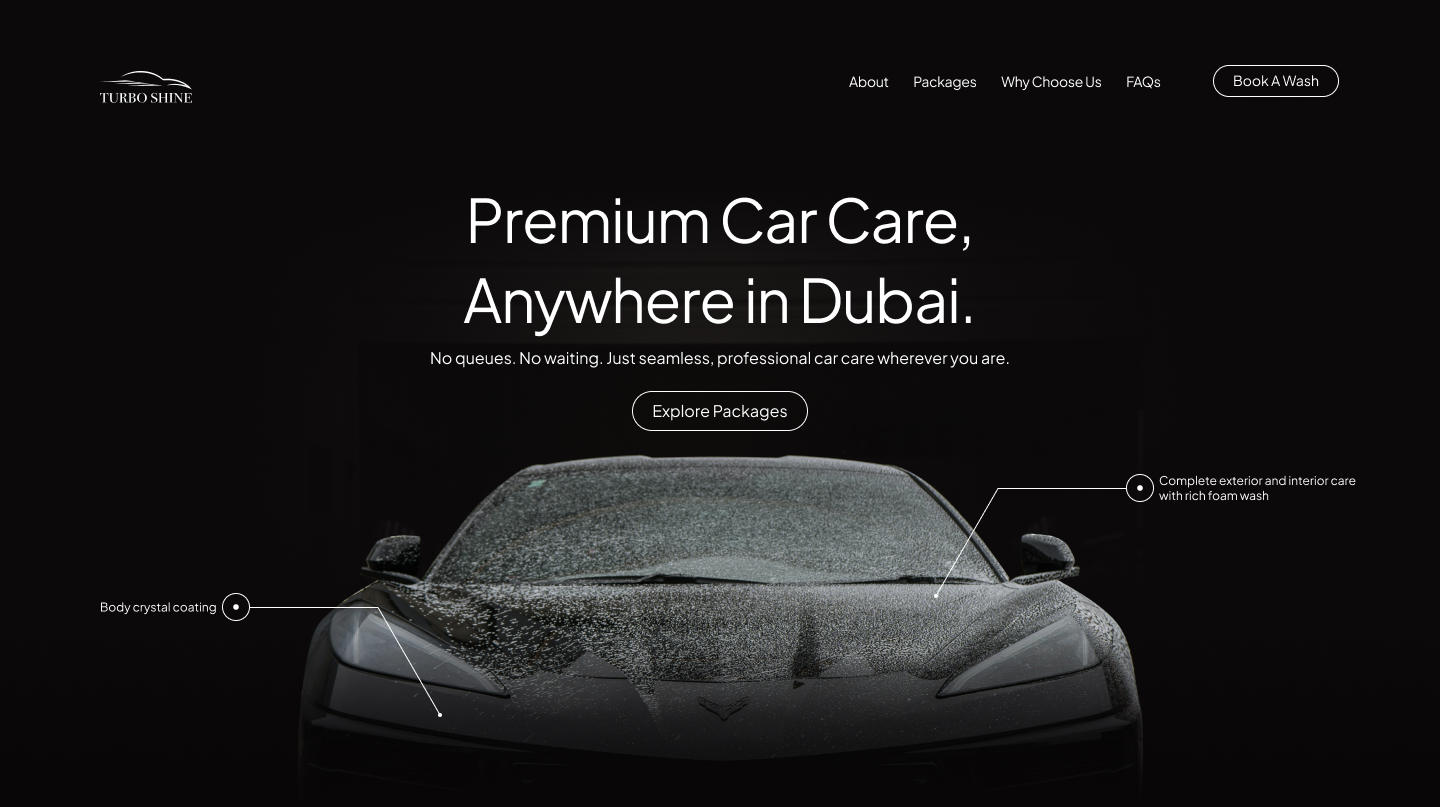 TURBO SHINE
About
Packages
Why Choose Us
FAQs
Book A Wash
Premium Car Care,
Anywhere in Dubai.
No queues. No waiting. Just seamless, professional car care wherever you are.
Explore Packages
Complete exterior and interior care
with rich foam wash
Body crystal coating